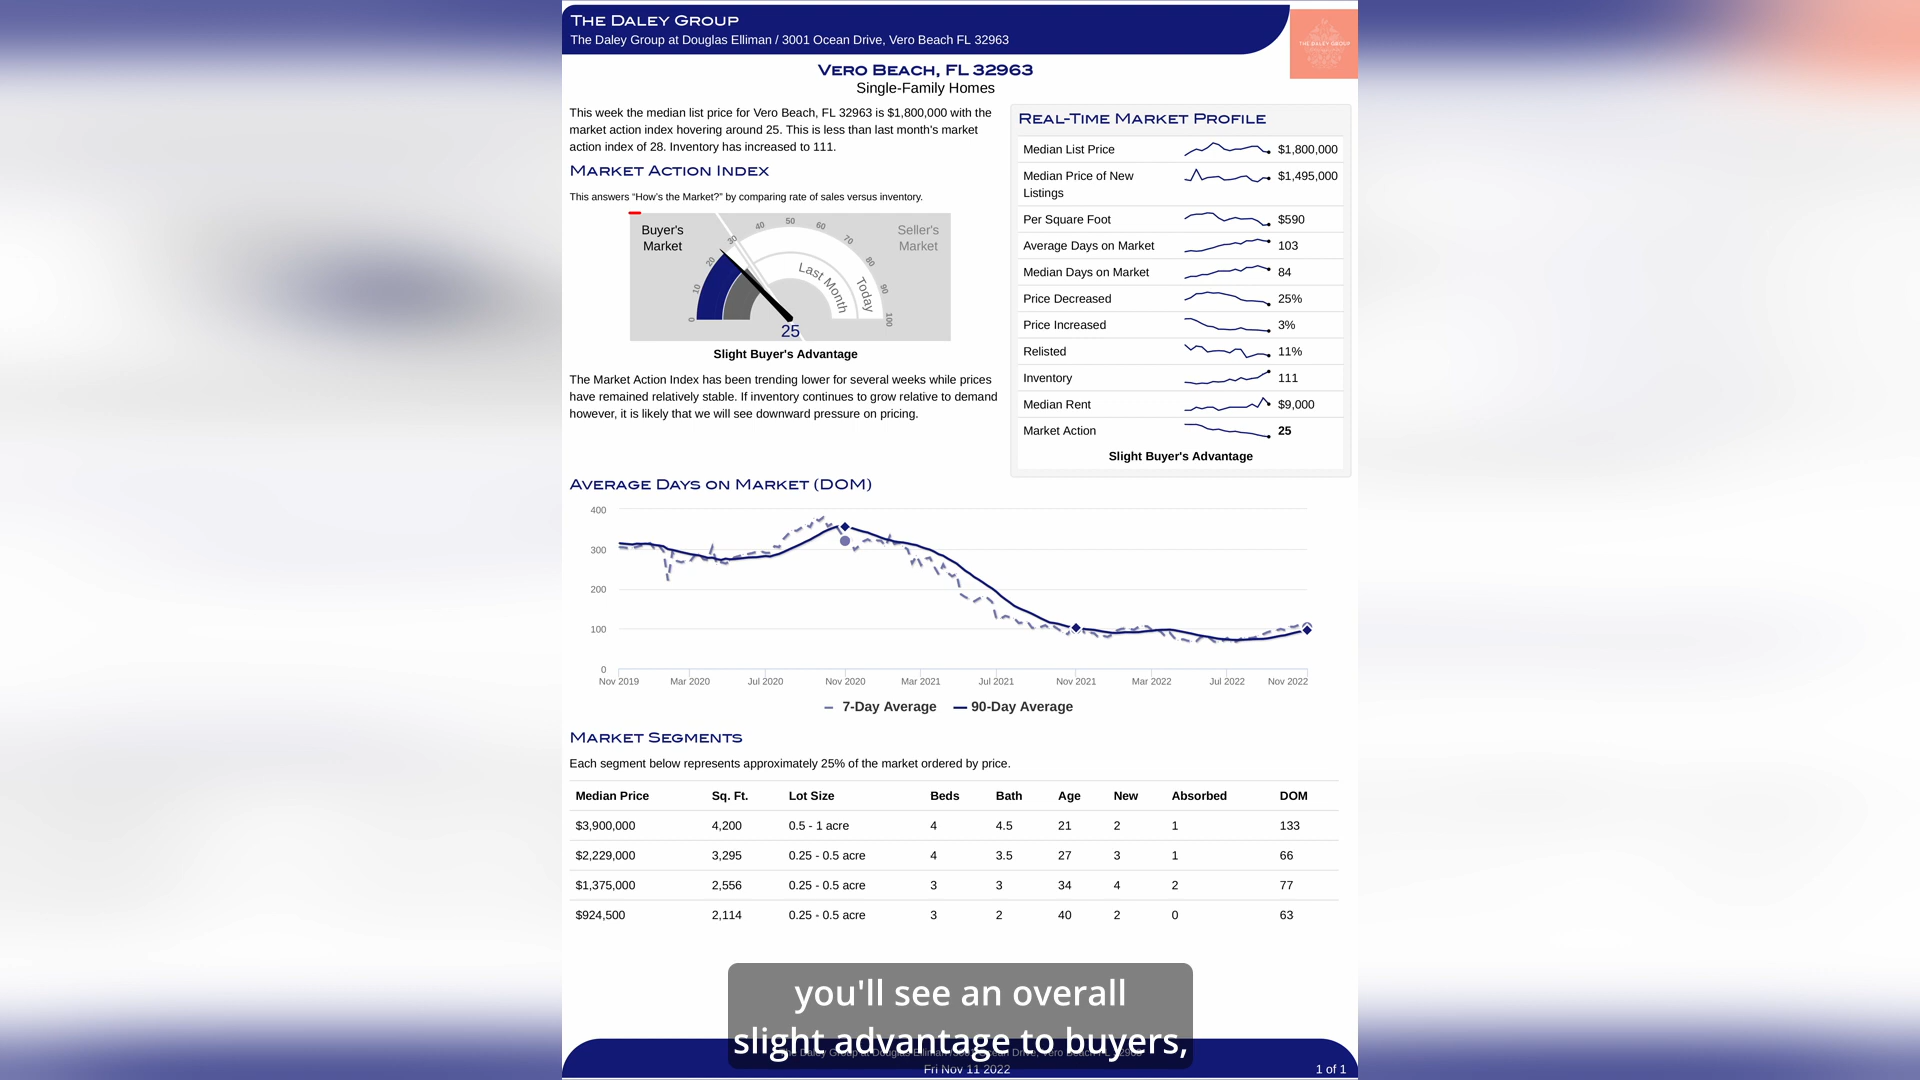 The Daley Group
The Daley Group at Douglas Elliman / 3001 Ocean Drive, Vero Beach FL 32963
THE DALEY GROUP
Vero Beach, FL 32963
Single-Family Homes
This week the median list price for Vero Beach, FL 32963 is $1,800,000 with the
market action index hovering around 25. This is less than last month's market
action index of 28. Inventory has increased to 111.
Market Action Index
This answers “How's the Market?” by comparing rate of sales versus inventory.
Buyer's
Market
Seller's
Market
0
10
20
30
40
50
60
70
80
90
100
Last Month
Today
25
Slight Buyer's Advantage
The Market Action Index has been trending lower for several weeks while prices
have remained relatively stable. If inventory continues to grow relative to demand
however, it is likely that we will see downward pressure on pricing.
Real-Time Market Profile
Median List Price $1,800,000
Median Price of New $1,495,000
Listings
Per Square Foot $590
Average Days on Market 103
Median Days on Market 84
Price Decreased 25%
Price Increased 3%
Relisted 11%
Inventory 111
Median Rent $9,000
Market Action 25
Slight Buyer's Advantage
Average Days on Market (DOM)
400
300
200
100
0
Nov 2019 Mar 2020 Jul 2020 Nov 2020 Mar 2021 Jul 2021 Nov 2021 Mar 2022 Jul 2022 Nov 2022
7-Day Average 90-Day Average
Market Segments
Each segment below represents approximately 25% of the market ordered by price.
Median Price Sq. Ft. Lot Size Beds Bath Age New Absorbed DOM
$3,900,000 4,200 0.5 - 1 acre 4 4.5 21 2 1 133
$2,229,000 3,295 0.25 - 0.5 acre 4 3.5 27 3 1 66
$1,375,000 2,556 0.25 - 0.5 acre 3 3 34 4 2 77
$924,500 2,114 0.25 - 0.5 acre 3 2 40 2 0 63
you'll see an overall
slight advantage to buyers,
Fri Nov 11 2022
1 of 1